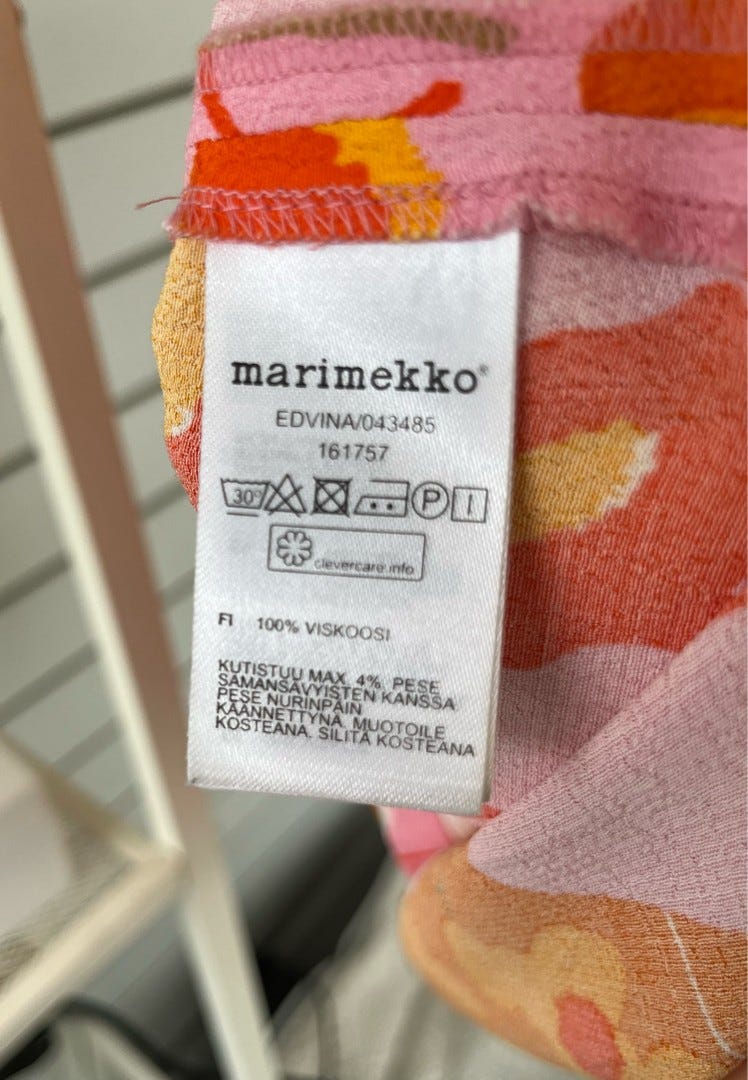 marimekko®
EDVINA/043485
161757
30° P
clevercare.info
FI 100% VISKOOSI
KUTISTUU MAX. 4%. PESE
SAMANSÄVYISTEN KANSSA
PESE NURINPÄIN
KÄÄNNETTYNÄ. MUOTOILE
KOSTEANA. SILITÄ KOSTEANA